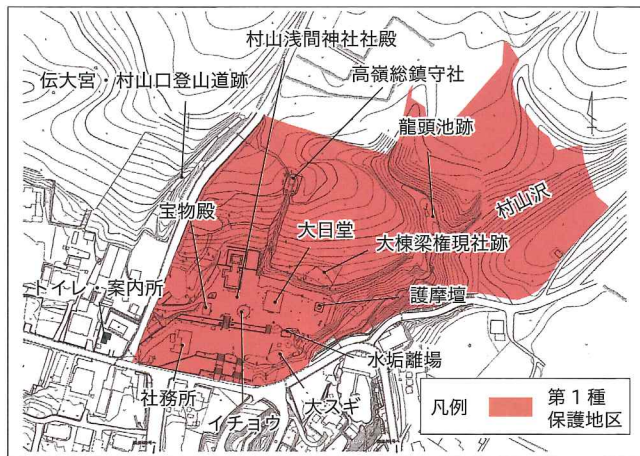 村山浅間神社社殿
伝大宮・村山口登山道跡
高嶺総鎮守社
龍頭池跡
村山沢
宝物殿
大日堂
大棟梁権現社跡
トイレ・案内所
護摩壇
水垢離場
社務所
イチョウ
大スギ
凡例
第1種
保護地区